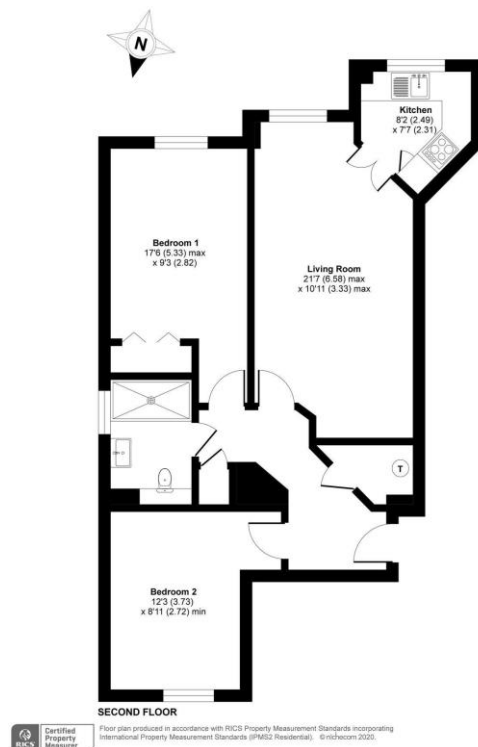 N
Kitchen
8'2 (2.49)
x 7'7 (2.31)
Bedroom 1
17'6 (5.33) max
x 9'3 (2.82)
Living Room
21'7 (6.58) max
x 10'11 (3.33) max
T
Bedroom 2
12'3 (3.73)
x 8'11 (2.72) min
SECOND FLOOR
RICS
Certified
Property
Measurer
Floor plan produced in accordance with RICS Property Measurement Standards incorporating
International Property Measurement Standards (IPMS2 Residential). © nichecom 2020.